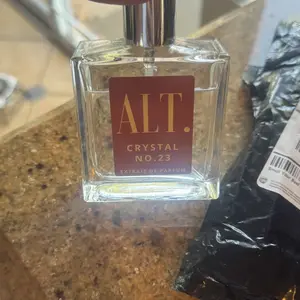 ALT.
CRYSTAL
NO.23
EXTRAIT DE PARFUM